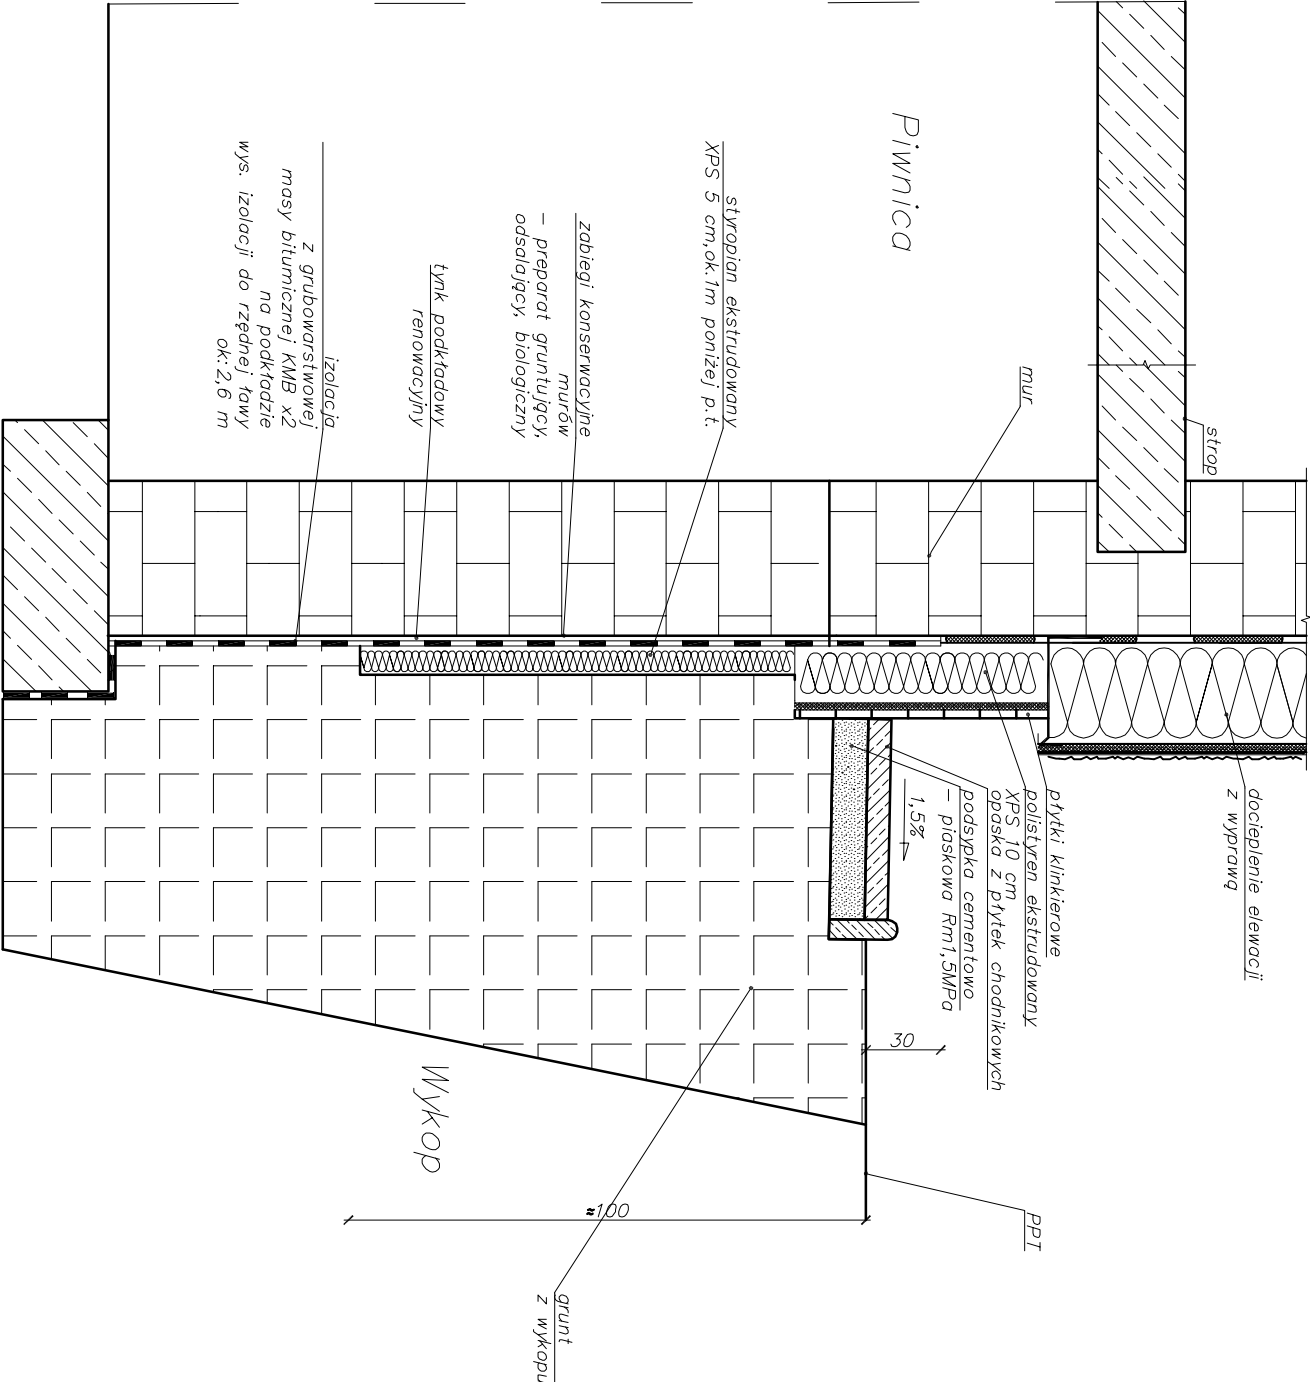 strop
mur
Piwnica
styropian ekstrudowany
XPS 5 cm,ok.1m poniżej p.t.
zabiegi konserwacyjne
murów
– preparat gruntujący,
odsalający, biologiczny
tynk podkładowy
renowacyjny
izolacja
z grubowarstwowej
masy bitumicznej KMB x2
na podkładzie
wys. izolacji do rzędnej ławy
ok: 2,6 m
docieplenie elewacji
z wyprawą
płytki klinkierowe
polistyren ekstrudowany
XPS 10 cm
opaska z płytek chodnikowych
podsypka cementowo
– piaskowa Rm1,5MPa
1,5%
30
Wykop
PPT
≈100
grunt
z wykopu